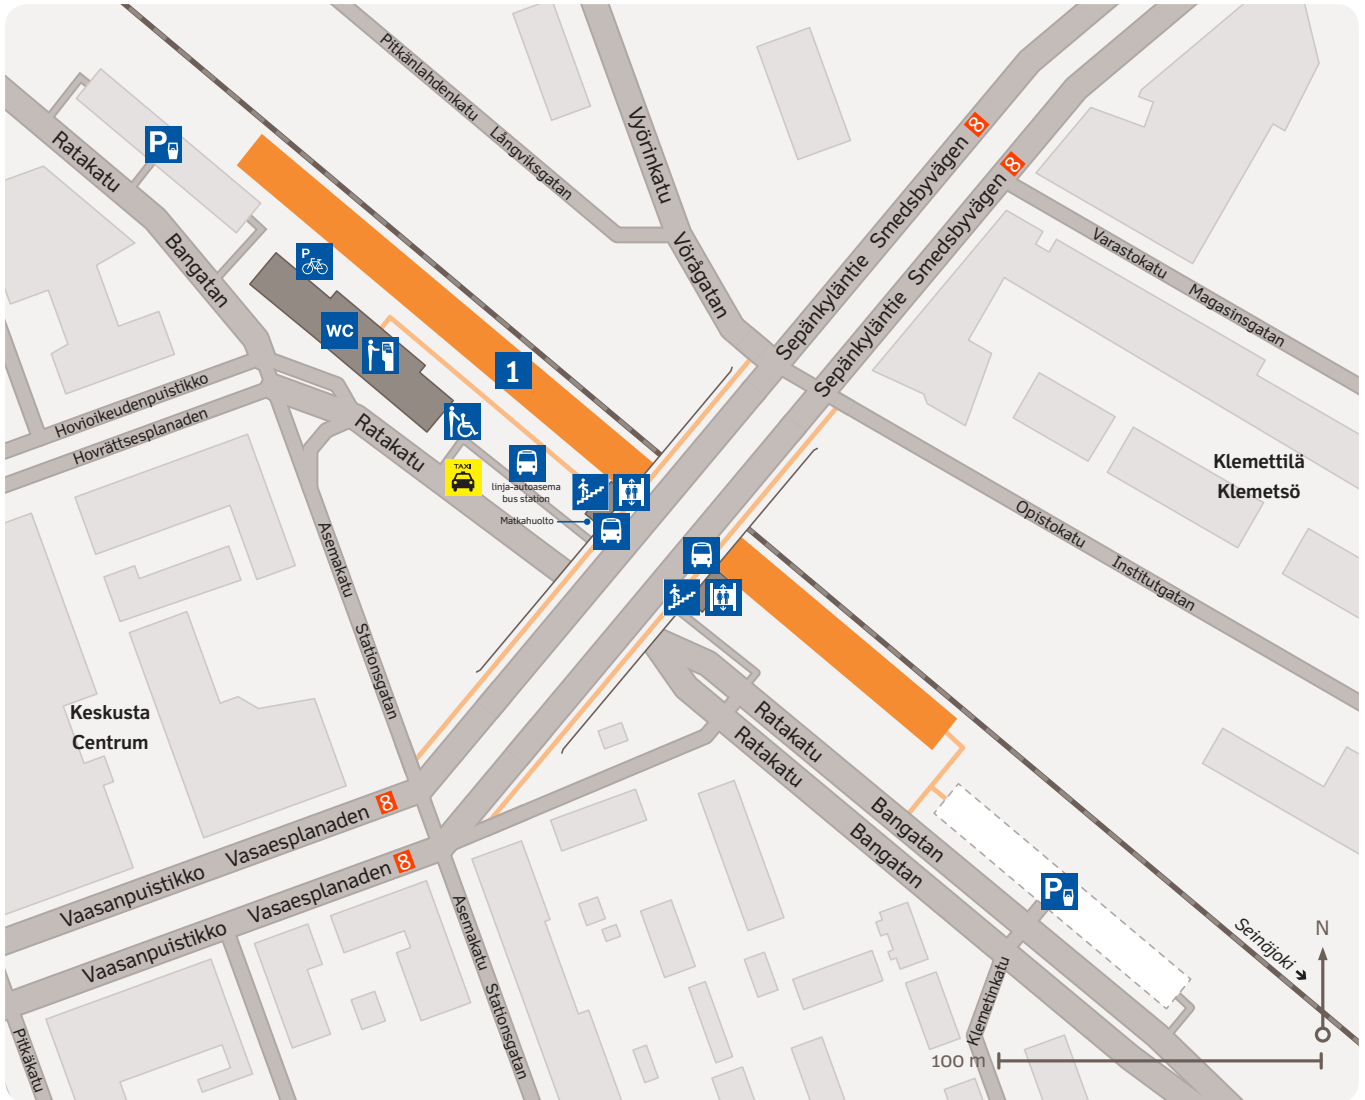 Pitkänlahdenkatu
Långviksgatan
Vyörinkatu
Vörågatan
Sepänkyläntie
Smedsbyvägen
8
Sepänkyläntie
Smedsbyvägen
8
Varastokatu
Magasinsgatan
Ratakatu
Bangatan
P
P
WC
1
Hovioikeudenpuistikko
Hovrättsesplanaden
Ratakatu
TAXI
linja-autoasema
bus station
Matkahuolto
Klemettilä
Klemetsö
Opistokatu
Institutgatan
Asemakatu
Stationsgatan
Keskusta
Centrum
Vaasanpuistikko
Vasaesplanaden
8
Vaasanpuistikko
Vasaesplanaden
8
Ratakatu
Bangatan
Ratakatu
Bangatan
P
Asemakatu
Stationsgatan
Pitkäkatu
Klemetinkatu
Seinäjoki
N
100 m